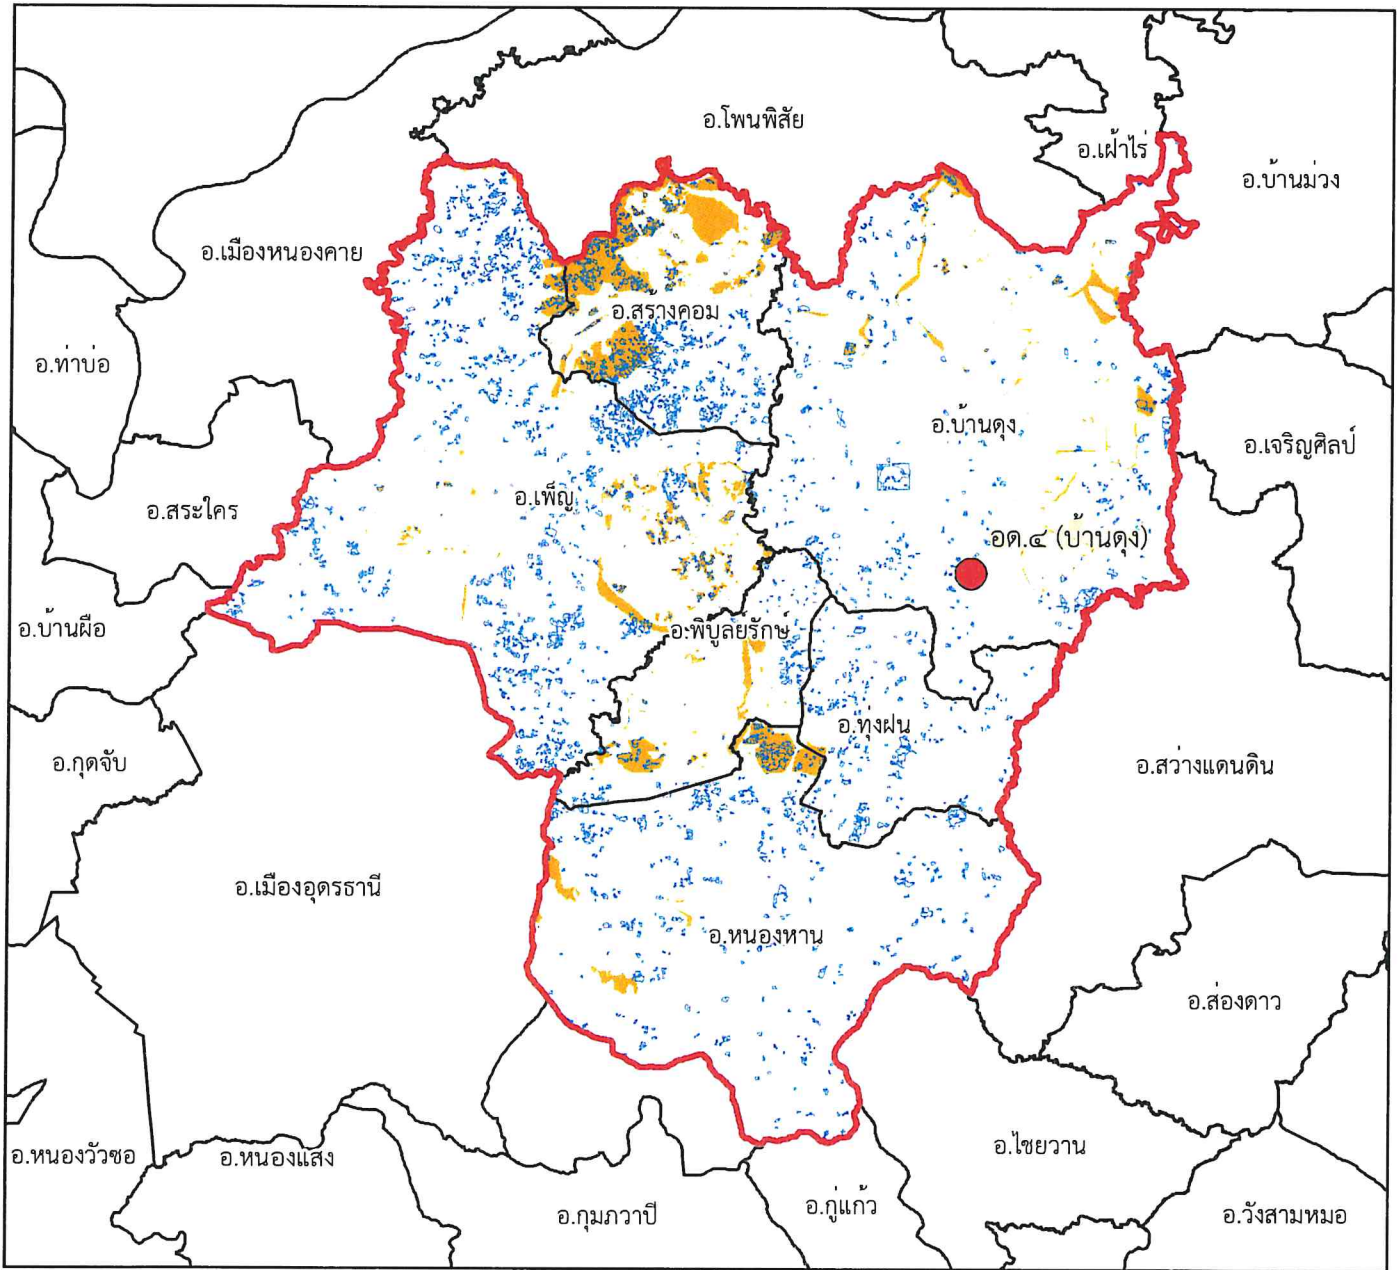 อ.โพนพิสัย
อ.เฝ้าไร่
อ.บ้านม่วง
อ.เมืองหนองคาย
อ.สร้างคอม
อ.ท่าบ่อ
อ.บ้านดุง
อ.เจริญศิลป์
อ.เพ็ญ
อ.สระใคร
อด.๔ (บ้านดุง)
อ.บ้านผือ
อ.พิบูลย์รักษ์
อ.ทุ่งฝน
อ.กุดจับ
อ.สว่างแดนดิน
อ.เมืองอุดรธานี
อ.หนองหาน
อ.ส่องดาว
อ.ไชยวาน
อ.หนองวัวซอ
อ.หนองแสง
อ.กู่แก้ว
อ.กุมภวาปี
อ.วังสามหมอ